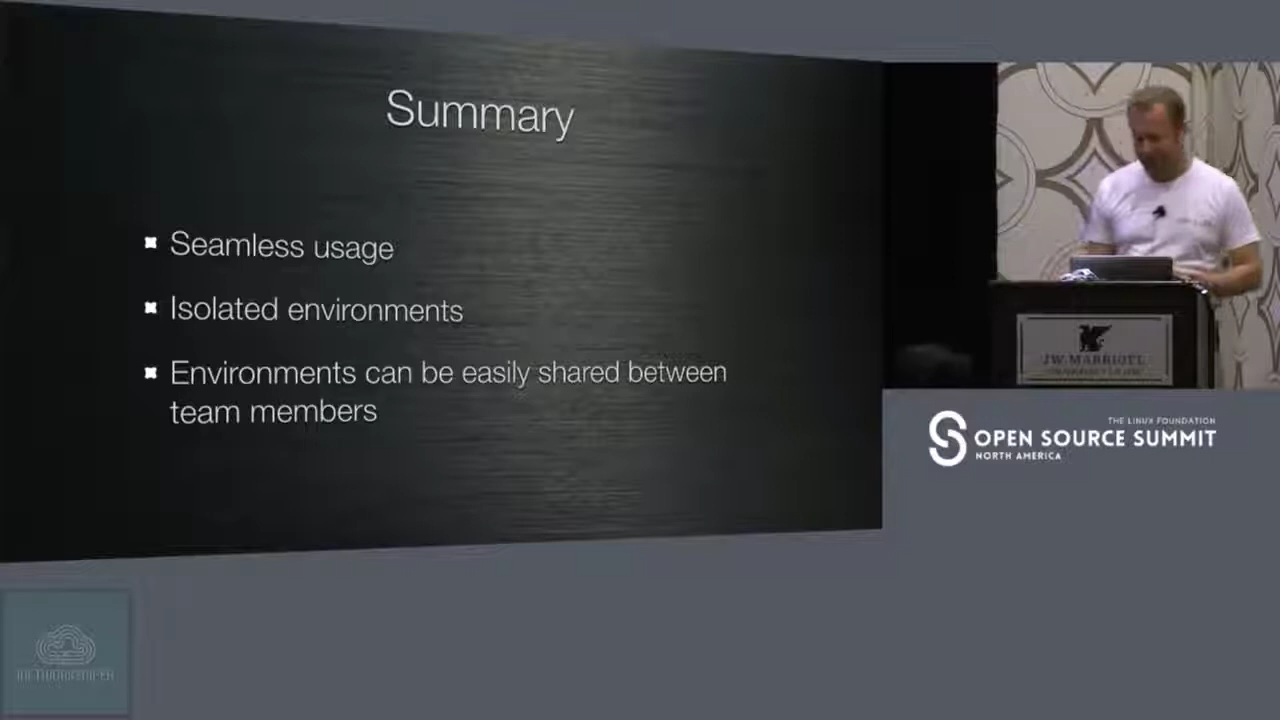 Summary
Seamless usage
Isolated environments
Environments can be easily shared between
team members
JW MARRIOTT
THE LINUX FOUNDATION
OPEN SOURCE SUMMIT
NORTH AMERICA